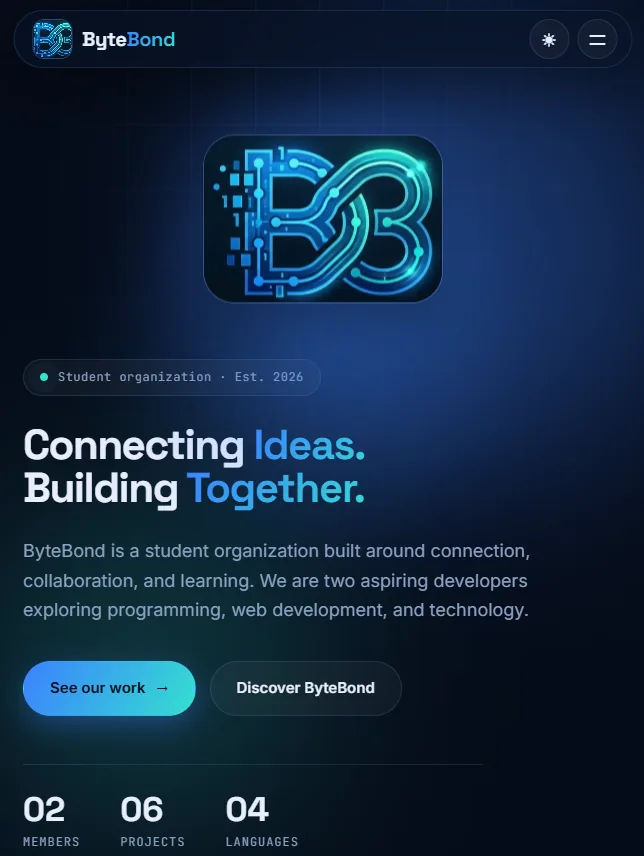 ByteBond
Student organization · Est. 2026
Connecting Ideas.
Building Together.
ByteBond is a student organization built around connection,
collaboration, and learning. We are two aspiring developers
exploring programming, web development, and technology.
See our work →
Discover ByteBond
02 06 04
MEMBERS PROJECTS LANGUAGES